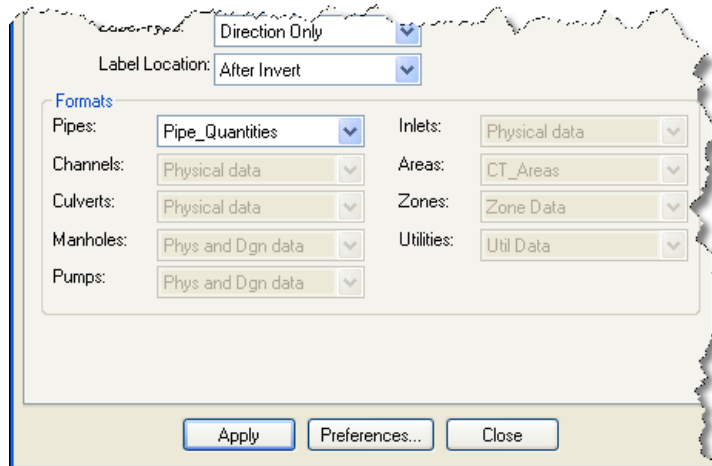 Direction Only
Label Location: After Invert
Formats
Pipes: Pipe_Quantities Inlets: Physical data
Channels: Physical data Areas: CT_Areas
Culverts: Physical data Zones: Zone Data
Manholes: Phys and Dgn data Utilities: Util Data
Pumps: Phys and Dgn data
Apply Preferences... Close